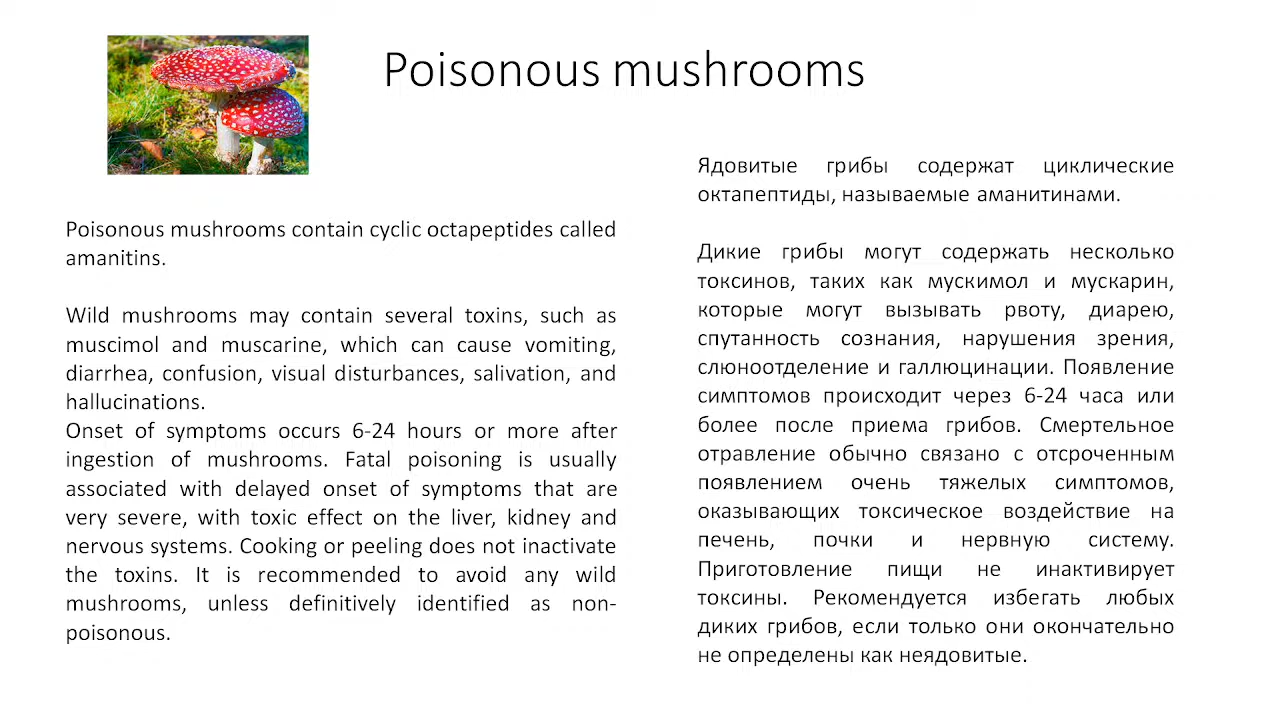 Poisonous mushrooms
Poisonous mushrooms contain cyclic octapeptides called
amanitins.
Wild mushrooms may contain several toxins, such as
muscimol and muscarine, which can cause vomiting,
diarrhea, confusion, visual disturbances, salivation, and
hallucinations.
Onset of symptoms occurs 6-24 hours or more after
ingestion of mushrooms. Fatal poisoning is usually
associated with delayed onset of symptoms that are
very severe, with toxic effect on the liver, kidney and
nervous systems. Cooking or peeling does not inactivate
the toxins. It is recommended to avoid any wild
mushrooms, unless definitively identified as non-
poisonous.
Ядовитые грибы содержат циклические
октапептиды, называемые аманитинами.
Дикие грибы могут содержать несколько
токсинов, таких как мускимол и мускарин,
которые могут вызывать рвоту, диарею,
спутанность сознания, нарушения зрения,
слюноотделение и галлюцинации. Появление
симптомов происходит через 6-24 часа или
более после приема грибов. Смертельное
отравление обычно связано с отсроченным
появлением очень тяжелых симптомов,
оказывающих токсическое воздействие на
печень, почки и нервную систему.
Приготовление пищи не инактивирует
токсины. Рекомендуется избегать любых
диких грибов, если только они окончательно
не определены как неядовитые.